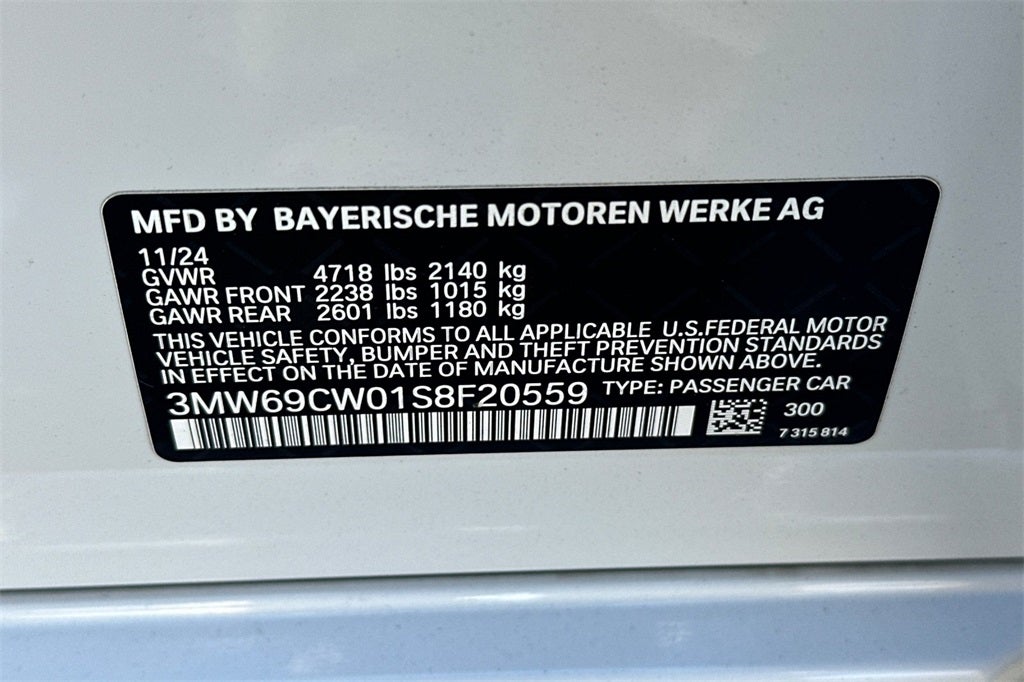 MFD BY BAYERISCHE MOTOREN WERKE AG
11/24
GVWR 4718 lbs 2140 kg
GAWR FRONT 2238 lbs 1015 kg
GAWR REAR 2601 lbs 1180 kg
THIS VEHICLE CONFORMS TO ALL APPLICABLE U.S.FEDERAL MOTOR
VEHICLE SAFETY, BUMPER AND THEFT PREVENTION STANDARDS
IN EFFECT ON THE DATE OF MANUFACTURE SHOWN ABOVE.
3MW69CW01S8F20559 TYPE: PASSENGER CAR
300
7 315 814